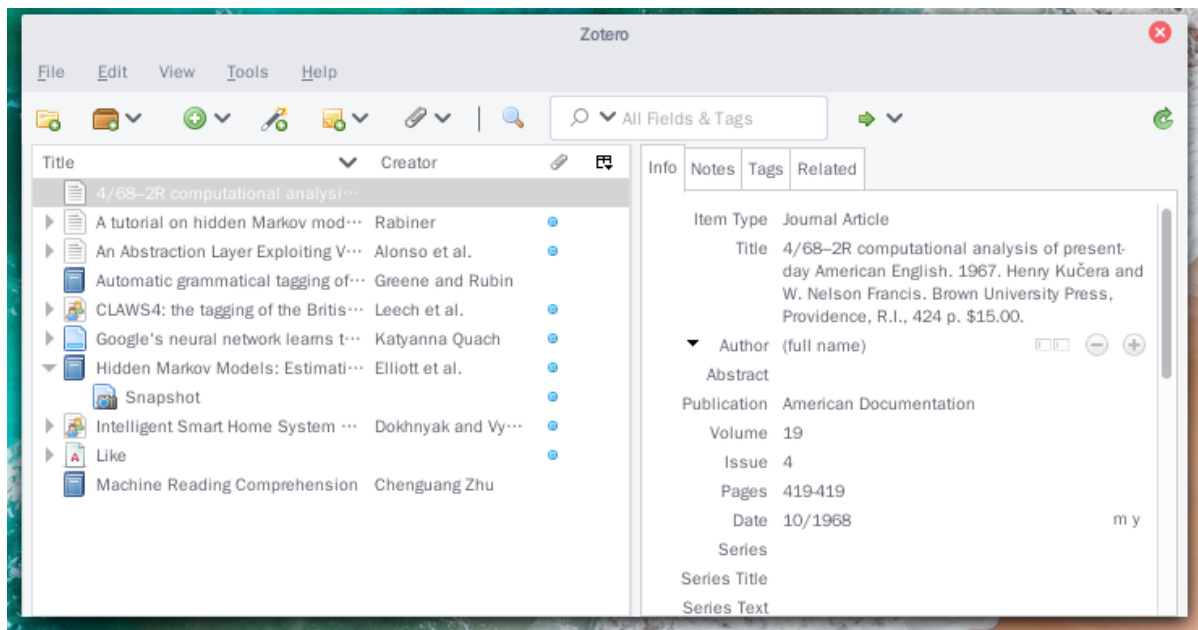 Zotero
File Edit View Tools Help
All Fields & Tags
Title Creator
4/68–2R computational analysi···
A tutorial on hidden Markov mod··· Rabiner
An Abstraction Layer Exploiting V··· Alonso et al.
Automatic grammatical tagging of··· Greene and Rubin
CLAWS4: the tagging of the Britis··· Leech et al.
Google's neural network learns t··· Katyanna Quach
Hidden Markov Models: Estimati··· Elliott et al.
Snapshot
Intelligent Smart Home System ··· Dokhnyak and Vy···
A Like
Machine Reading Comprehension Chenguang Zhu
Info Notes Tags Related
Item Type Journal Article
Title 4/68–2R computational analysis of present-
day American English. 1967. Henry Kučera and
W. Nelson Francis. Brown University Press,
Providence, R.I., 424 p. $15.00.
Author (full name)
Abstract
Publication American Documentation
Volume 19
Issue 4
Pages 419-419
Date 10/1968 m y
Series
Series Title
Series Text